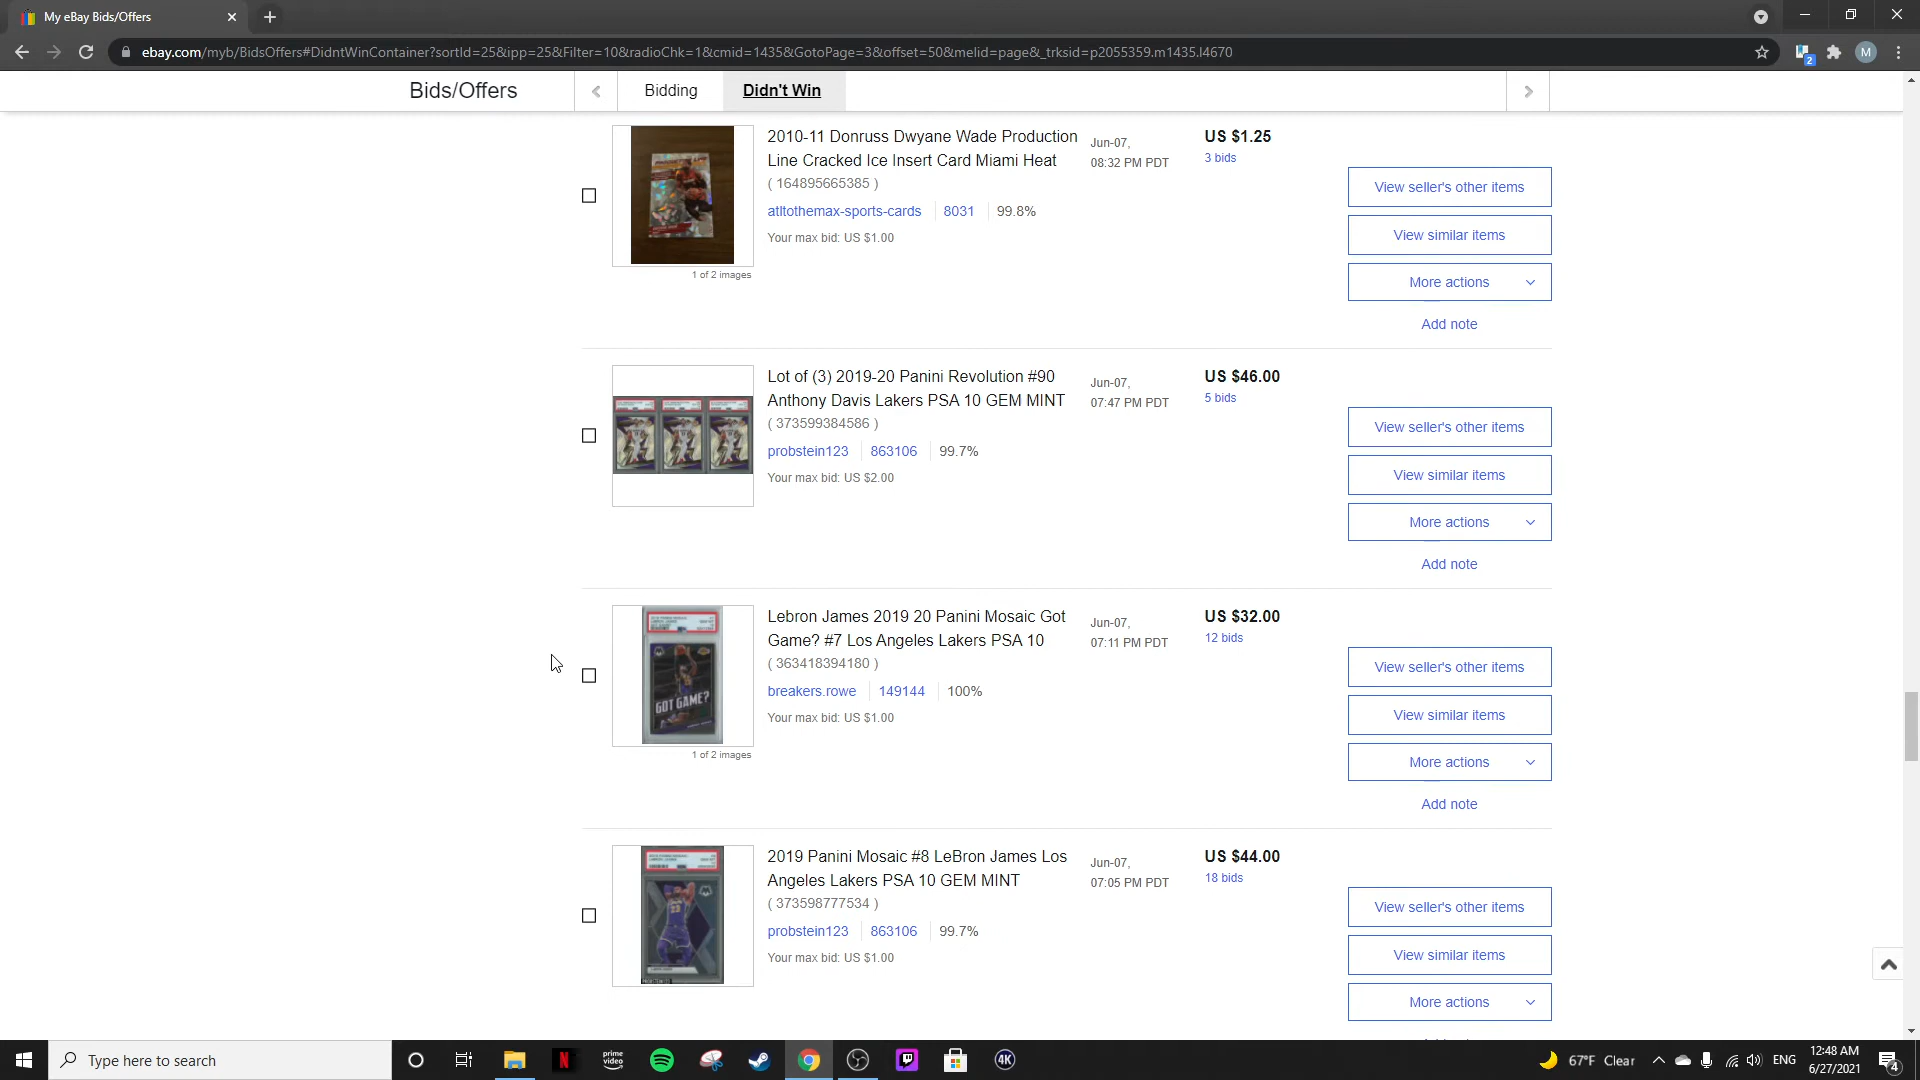 My eBay Bids/Offers
ebay.com/myb/BidsOffers#DidntWinContainer?sortId=25&ipp=25&Filter=10&radioChk=1&cmid=1435&GotoPage=3&offset=50&melid=page&_trksid=p2055359.m1435.l4670
2
M
Bids/Offers
Bidding
Didn't Win
2010-11 Donruss Dwyane Wade Production
Line Cracked Ice Insert Card Miami Heat
( 164895665385 )
atltothemax-sports-cards 8031 99.8%
Your max bid: US $1.00
1 of 2 images
Jun-07,
08:32 PM PDT
US $1.25
3 bids
View seller's other items
View similar items
More actions
Add note
Lot of (3) 2019-20 Panini Revolution #90
Anthony Davis Lakers PSA 10 GEM MINT
( 373599384586 )
probstein123 863106 99.7%
Your max bid: US $2.00
Jun-07,
07:47 PM PDT
US $46.00
5 bids
View seller's other items
View similar items
More actions
Add note
GOT GAME?
Lebron James 2019 20 Panini Mosaic Got
Game? #7 Los Angeles Lakers PSA 10
( 363418394180 )
breakers.rowe 149144 100%
Your max bid: US $1.00
1 of 2 images
Jun-07,
07:11 PM PDT
US $32.00
12 bids
View seller's other items
View similar items
More actions
Add note
2019 Panini Mosaic #8 LeBron James Los
Angeles Lakers PSA 10 GEM MINT
( 373598777534 )
probstein123 863106 99.7%
Your max bid: US $1.00
Jun-07,
07:05 PM PDT
US $44.00
18 bids
View seller's other items
View similar items
More actions
Type here to search
N
prime
video
4K
67°F Clear
ENG
12:48 AM
6/27/2021
4